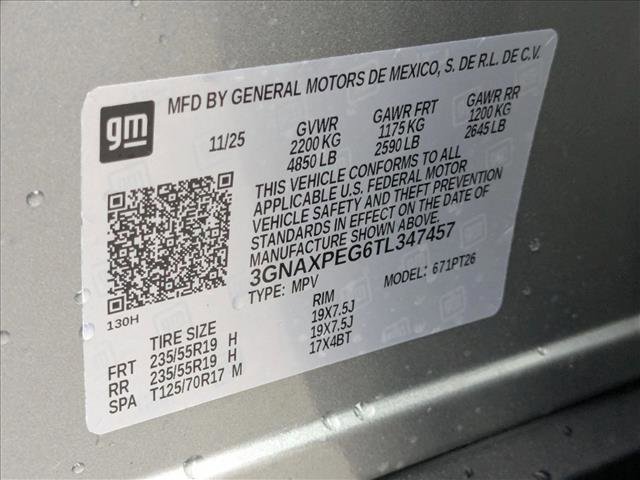 gm
MFD BY GENERAL MOTORS DE MEXICO, S. DE R.L. DE C.V.
11/25 GVWR GAWR FRT GAWR RR
2200 KG 1175 KG 1200 KG
4850 LB 2590 LB 2645 LB
THIS VEHICLE CONFORMS TO ALL
APPLICABLE U.S. FEDERAL MOTOR
VEHICLE SAFETY AND THEFT PREVENTION
STANDARDS IN EFFECT ON THE DATE OF
MANUFACTURE SHOWN ABOVE.
3GNAXPEG6TL347457
TYPE: MPV MODEL: 671PT26
130H
TIRE SIZE RIM
FRT 235/55R19 H 19X7.5J
RR 235/55R19 H 19X7.5J
SPA T125/70R17 M 17X4BT